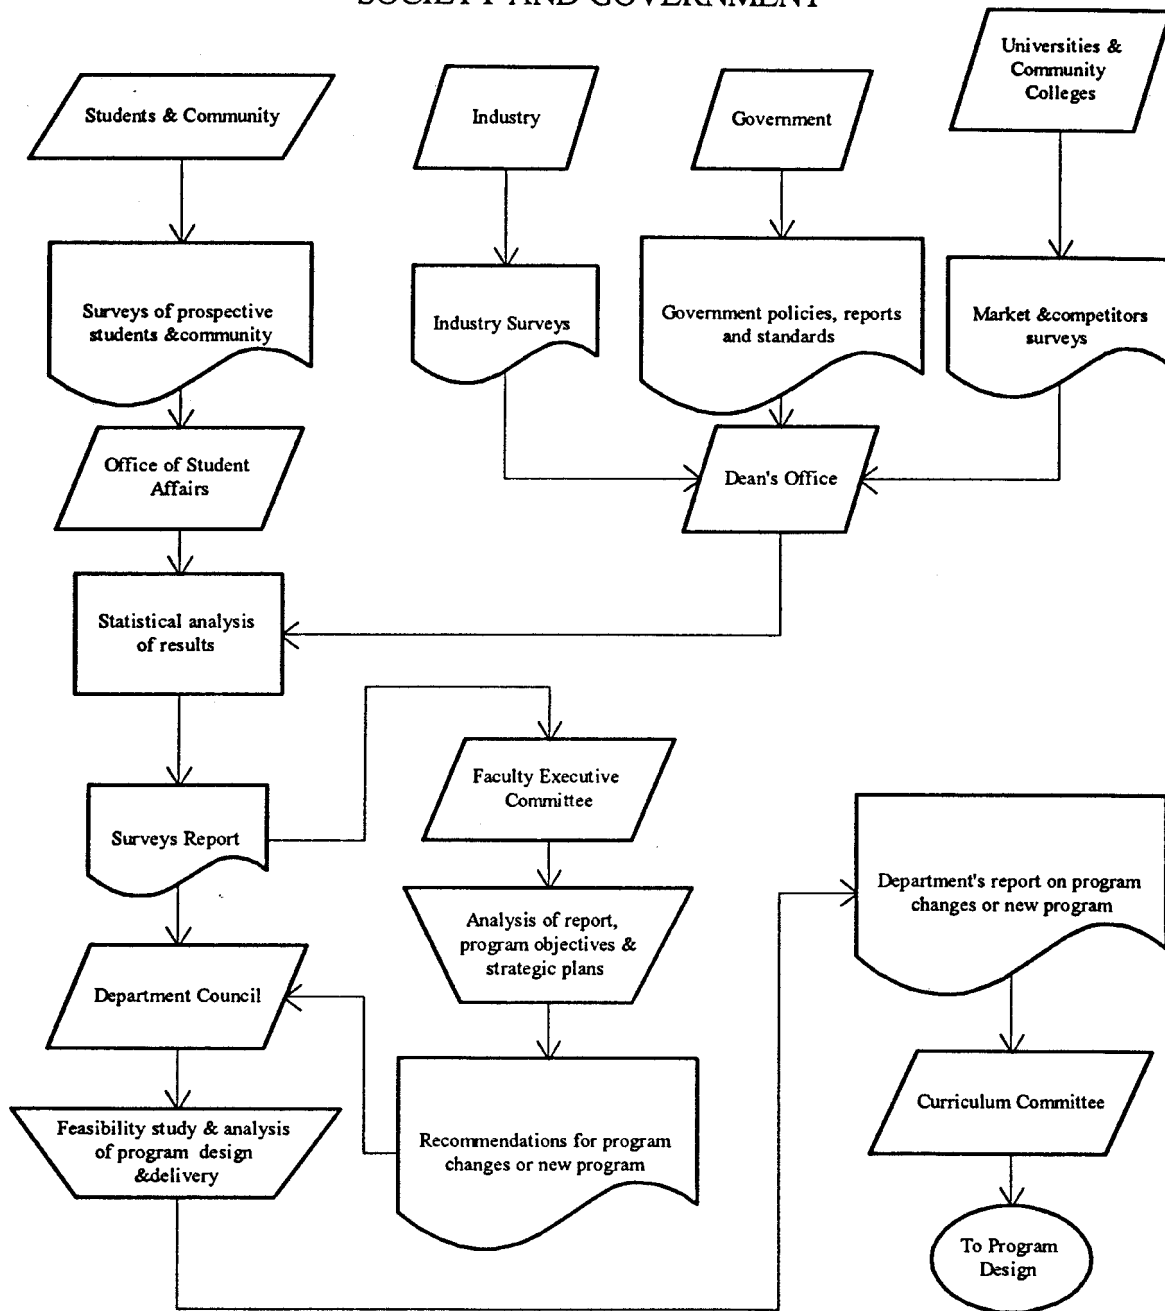 SOCIETY AND GOVERNMENT
Students & Community
Industry
Government
Universities &
Community
Colleges
Surveys of prospective
students &community
Industry Surveys
Government policies, reports
and standards
Market &competitors
surveys
Office of Student
Affairs
Dean's Office
Statistical analysis
of results
Surveys Report
Faculty Executive
Committee
Analysis of report,
program objectives &
strategic plans
Department's report on program
changes or new program
Department Council
Recommendations for program
changes or new program
Curriculum Committee
Feasibility study & analysis
of program design
&delivery
To Program
Design